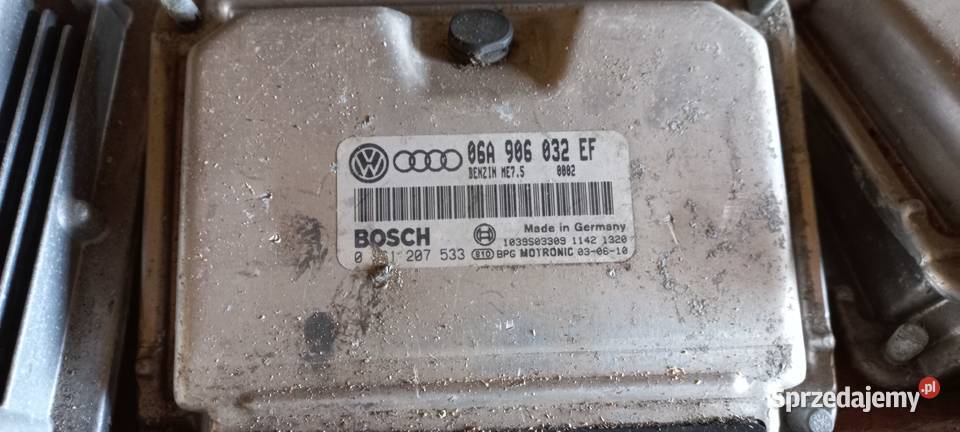 06A 906 032 EF
BENZIN ME7.5 0002
BOSCH Made in Germany
1039S03309 1142 1320
207 533 810 BPG MOTRONIC 03-06-10
Sprzedajemy.pl